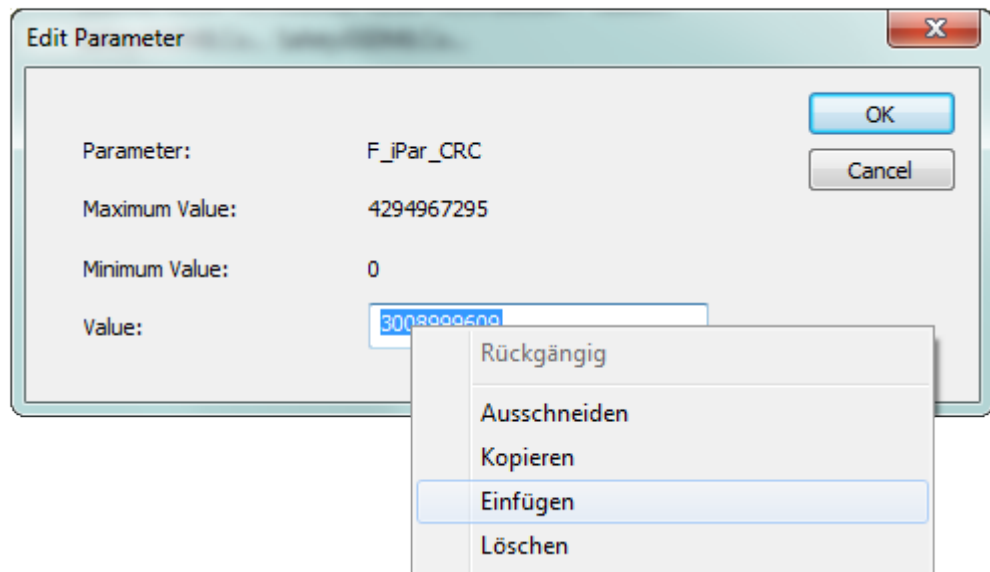 Edit Parameter
OK
Parameter: F_iPar_CRC
Cancel
Maximum Value: 4294967295
Minimum Value: 0
Value: 3008999609
Rückgängig
Ausschneiden
Kopieren
Einfügen
Löschen